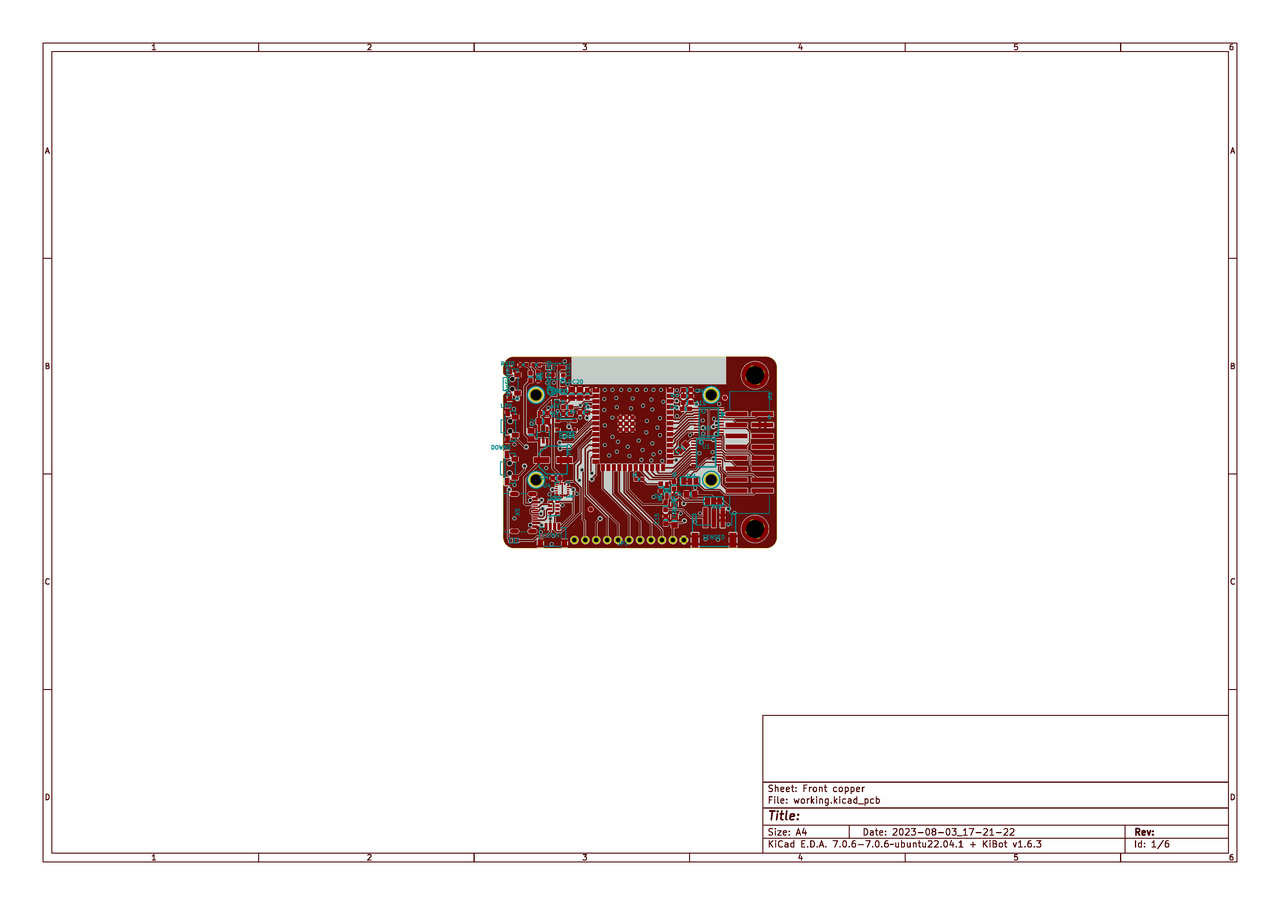 1 2 3 4 5 6
A A
B B
DOWN
C C
Sheet: Front copper
File: working.kicad_pcb
D D
Title:
Size: A4 Date: 2023-08-03_17-21-22 Rev:
KiCad E.D.A. 7.0.6-7.0.6~ubuntu22.04.1 + KiBot v1.6.3 Id: 1/6
1 2 3 4 5 6